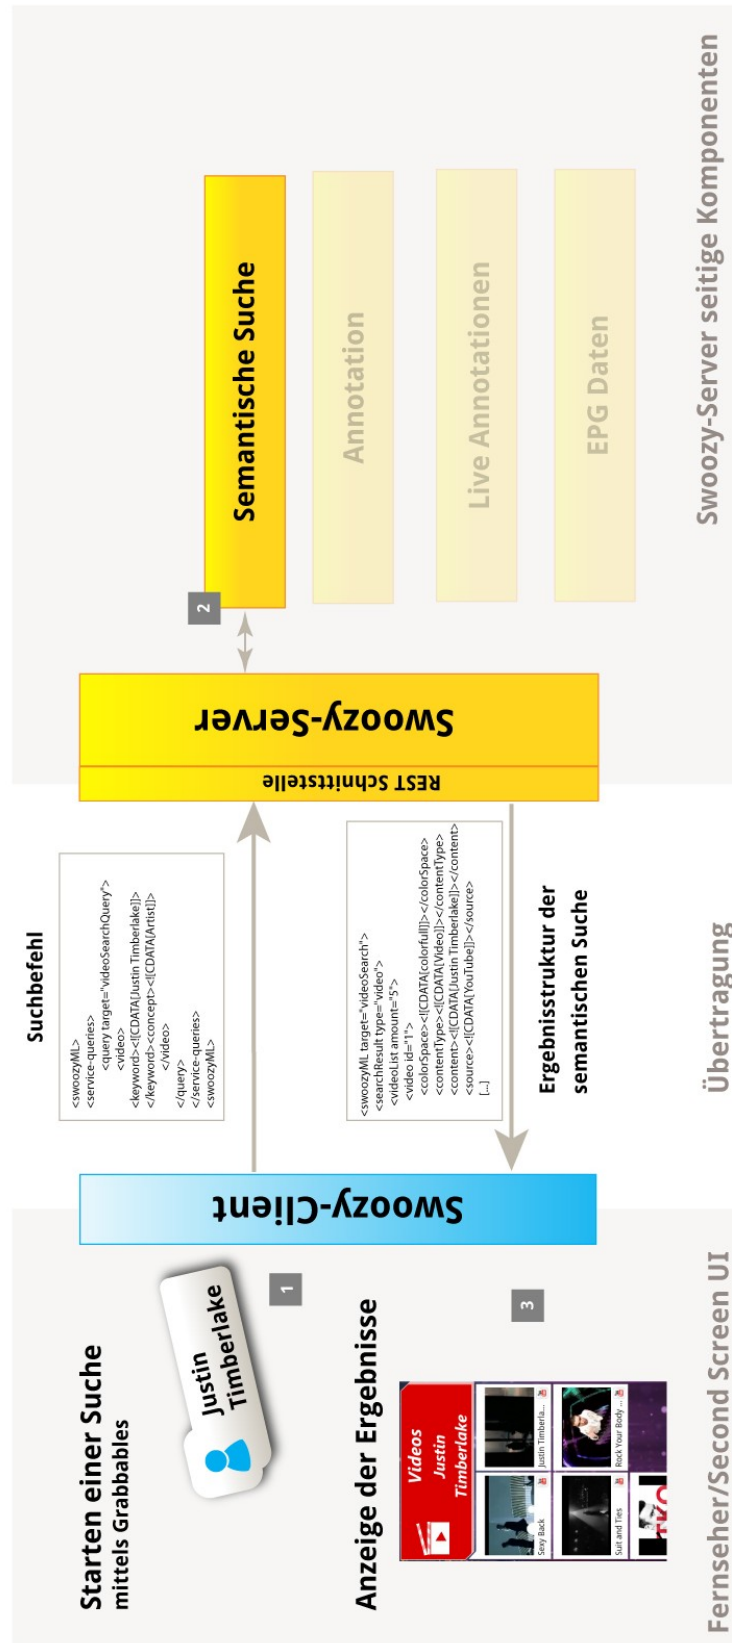 Starten einer Suche
mittels Grabbables
Justin
Timberlake
1
Anzeige der Ergebnisse
3
Videos
Justin
Timberlake
Sexy Back
Justin Timberla...
Suit and Ties
Rock Your Body ...
TKO
Fernseher/Second Screen UI
Swoozy-Client
Suchbefehl
<swoozyML>
<service-queries>
<query target="videoSearchQuery">
<video>
<keyword><![CDATA[Justin Timberlake]]>
</keyword><concept><![CDATA[Artist]]>
</video>
</query>
</service-queries>
<swoozyML>
<swoozyML target="videoSearch">
<searchResult type="video">
<videoList amount="5">
<video id="1">
<colorSpace><![CDATA[colorfull]]></colorSpace>
<contentType><![CDATA[Video]]></contentType>
<content><![CDATA[Justin Timberlake]]></content>
<source><![CDATA[YouTube]]></source>
[...]
Ergebnisstruktur der
semantischen Suche
Übertragung
REST Schnittstelle
Swoozy-Server
2
Semantische Suche
Annotation
Live Annotationen
EPG Daten
Swoozy-Server seitige Komponenten